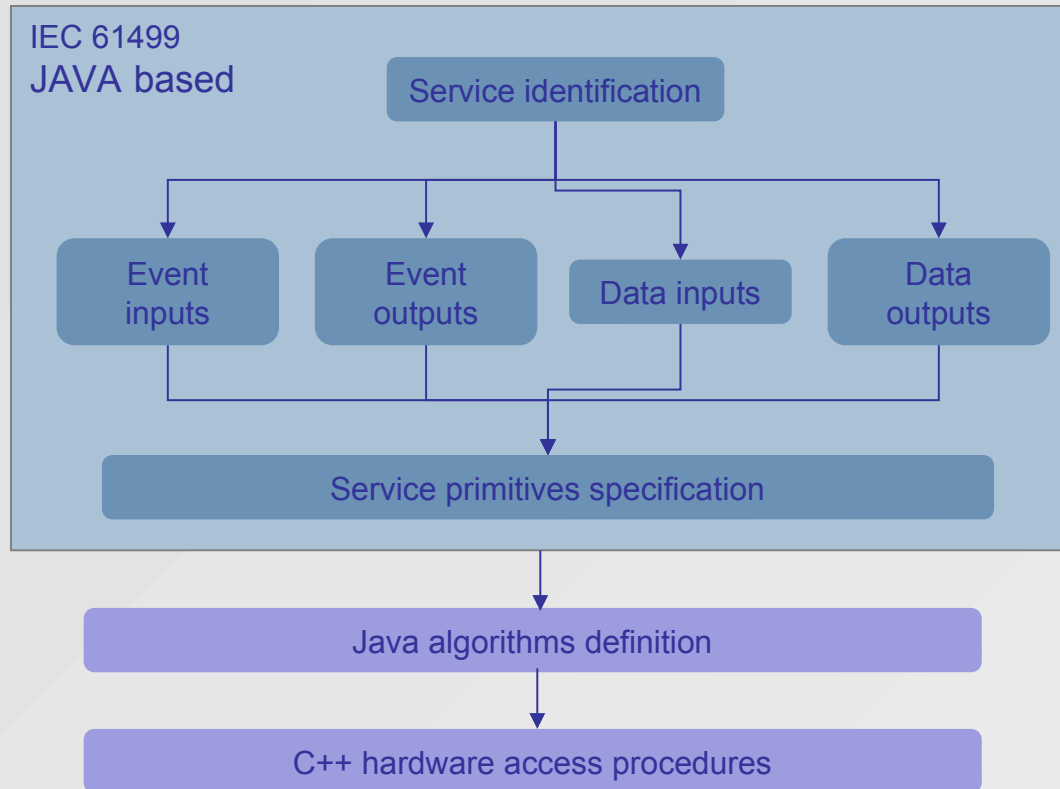 IEC 61499
JAVA based
Service identification
Event
inputs
Event
outputs
Data inputs
Data
outputs
Service primitives specification
Java algorithms definition
C++ hardware access procedures